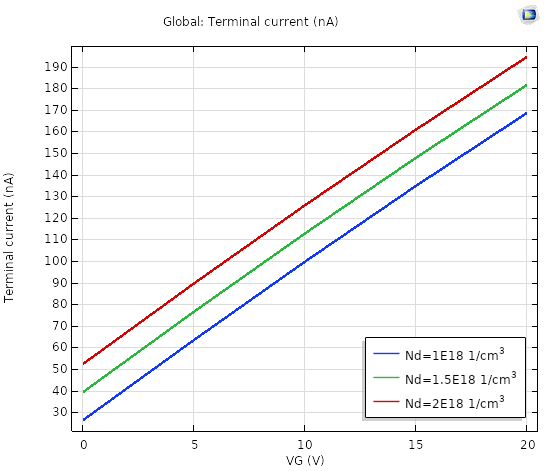 Global: Terminal current (nA)
Terminal current (nA)
190
180
170
160
150
140
130
120
110
100
90
80
70
60
50
40
30
Nd=1E18 1/cm³
Nd=1.5E18 1/cm³
Nd=2E18 1/cm³
0 5 10 15 20
VG (V)